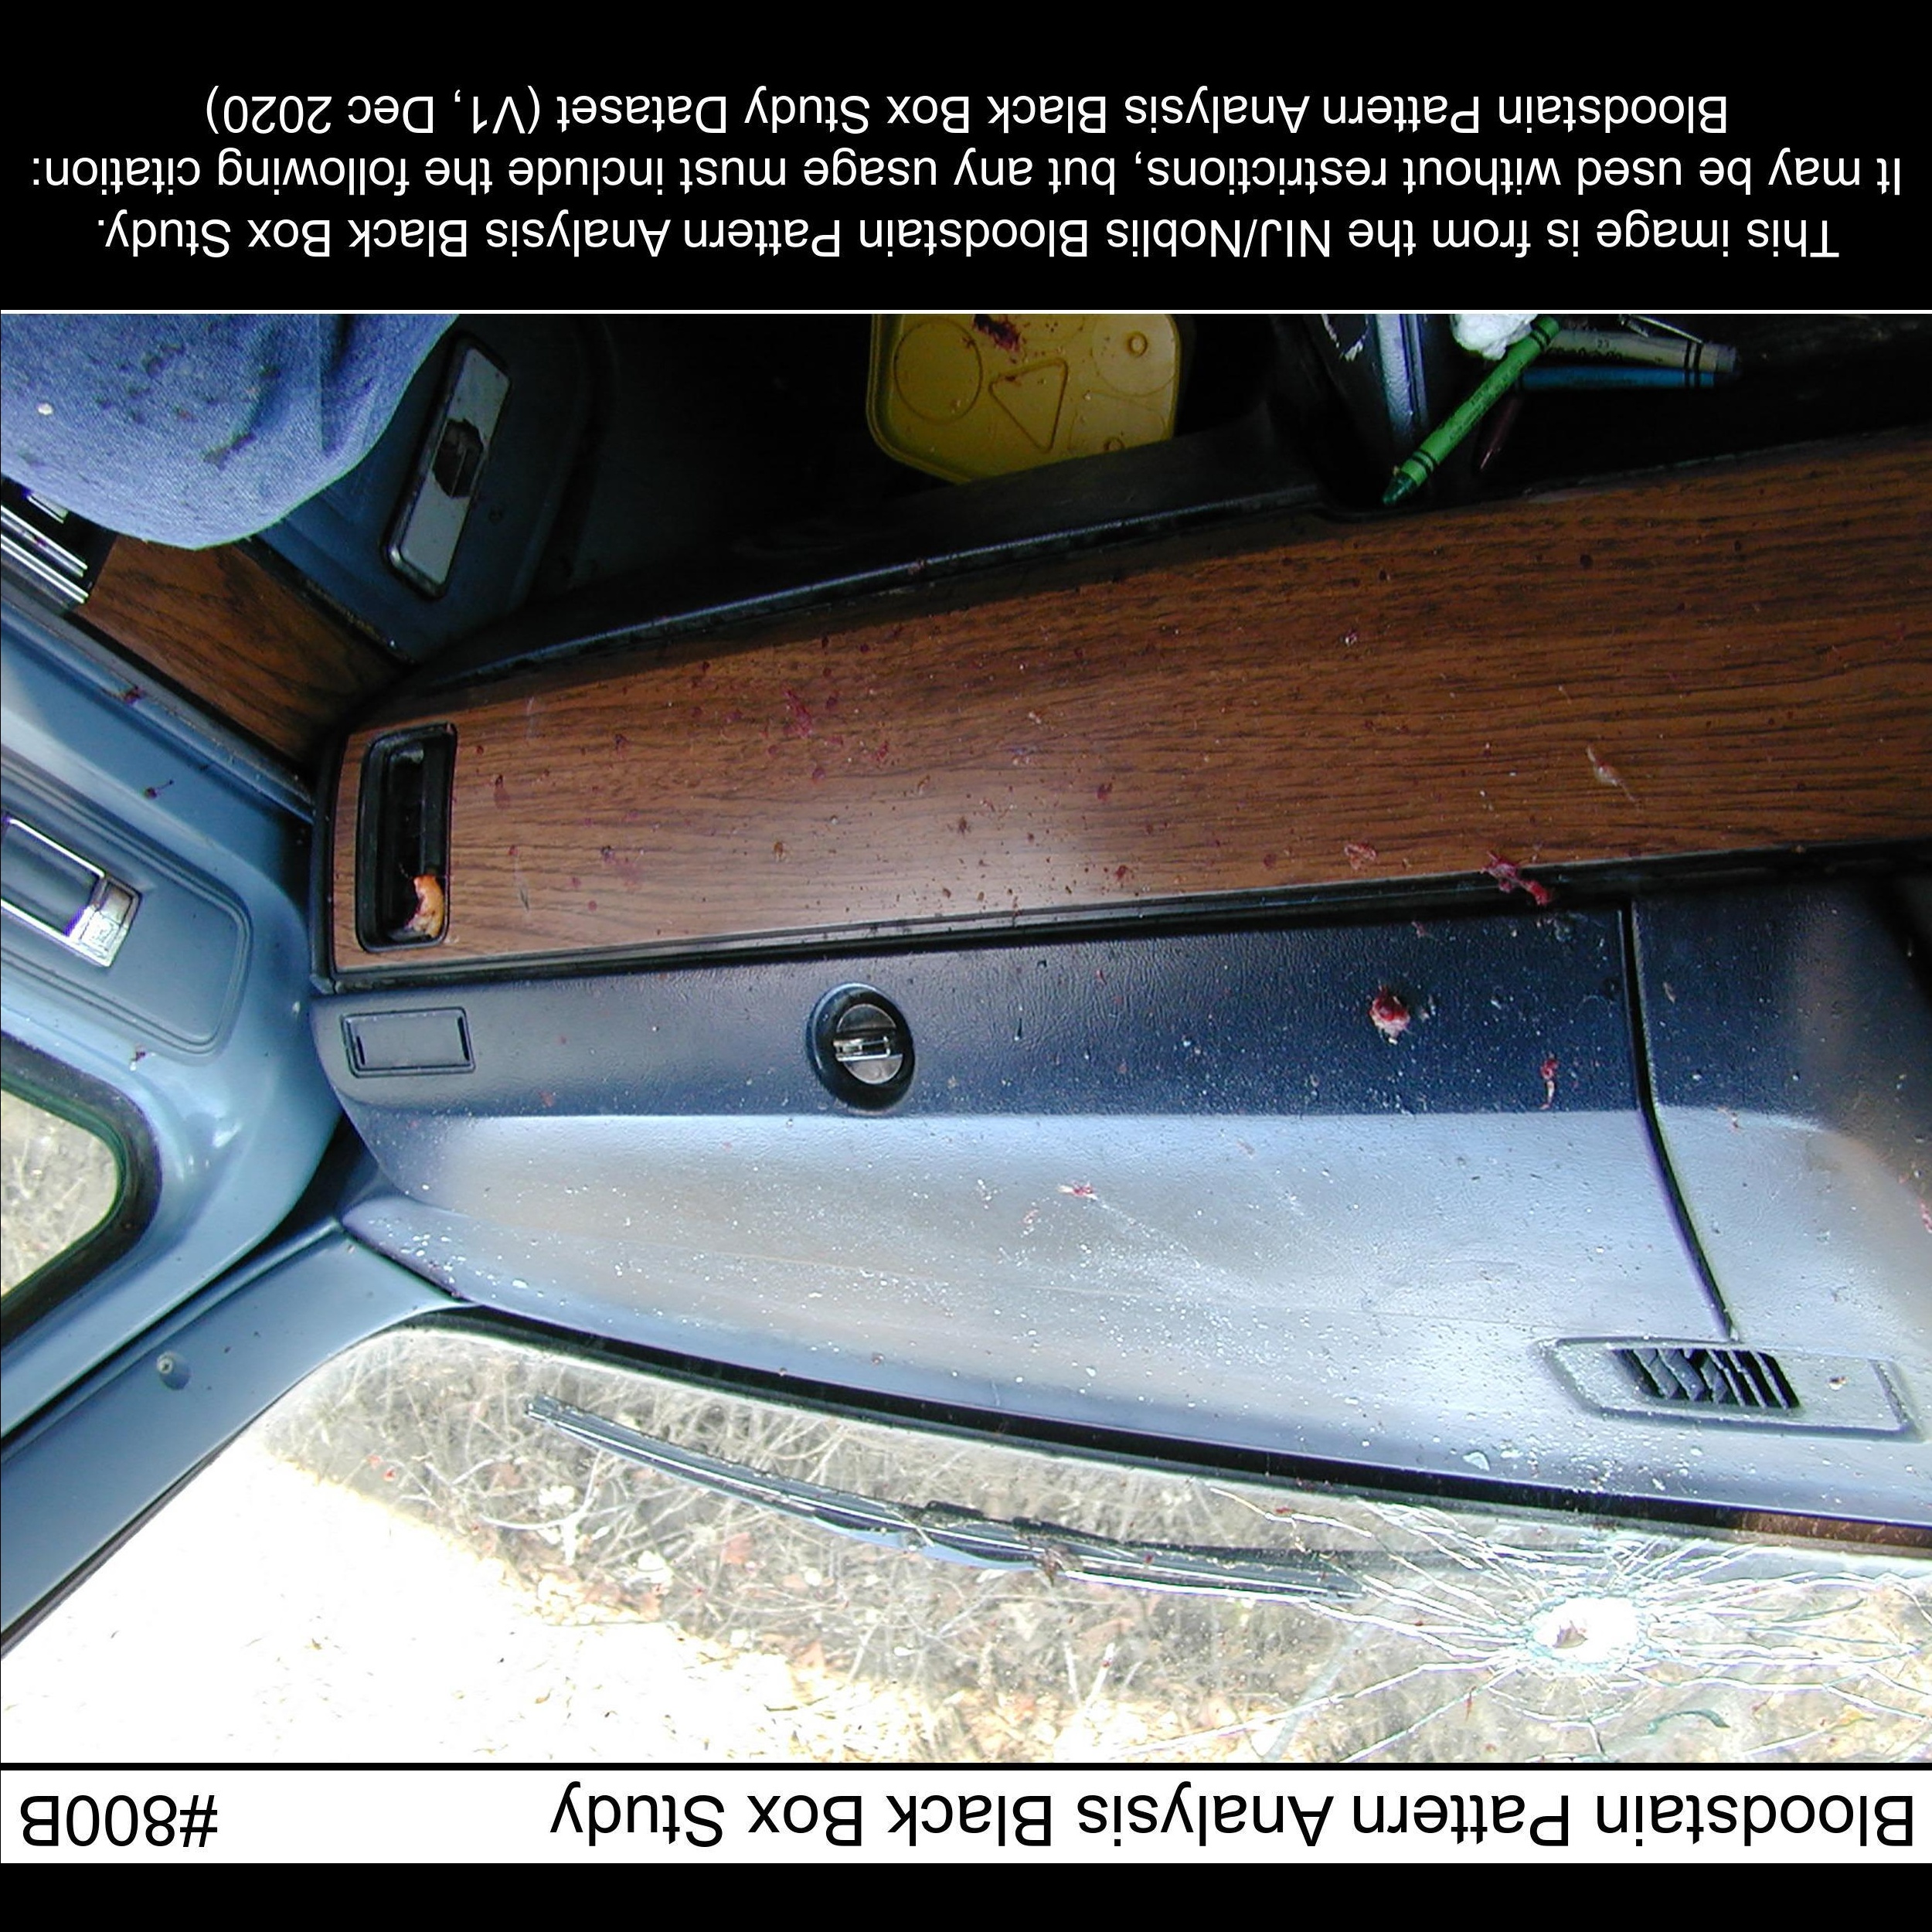 Bloodstain Pattern Analysis Black Box Study #800B
This image is from the NIJ/Noblis Bloodstain Pattern Analysis Black Box Study.
It may be used without restrictions, but any usage must include the following citation:
Bloodstain Pattern Analysis Black Box Study Dataset (V1, Dec 2020)